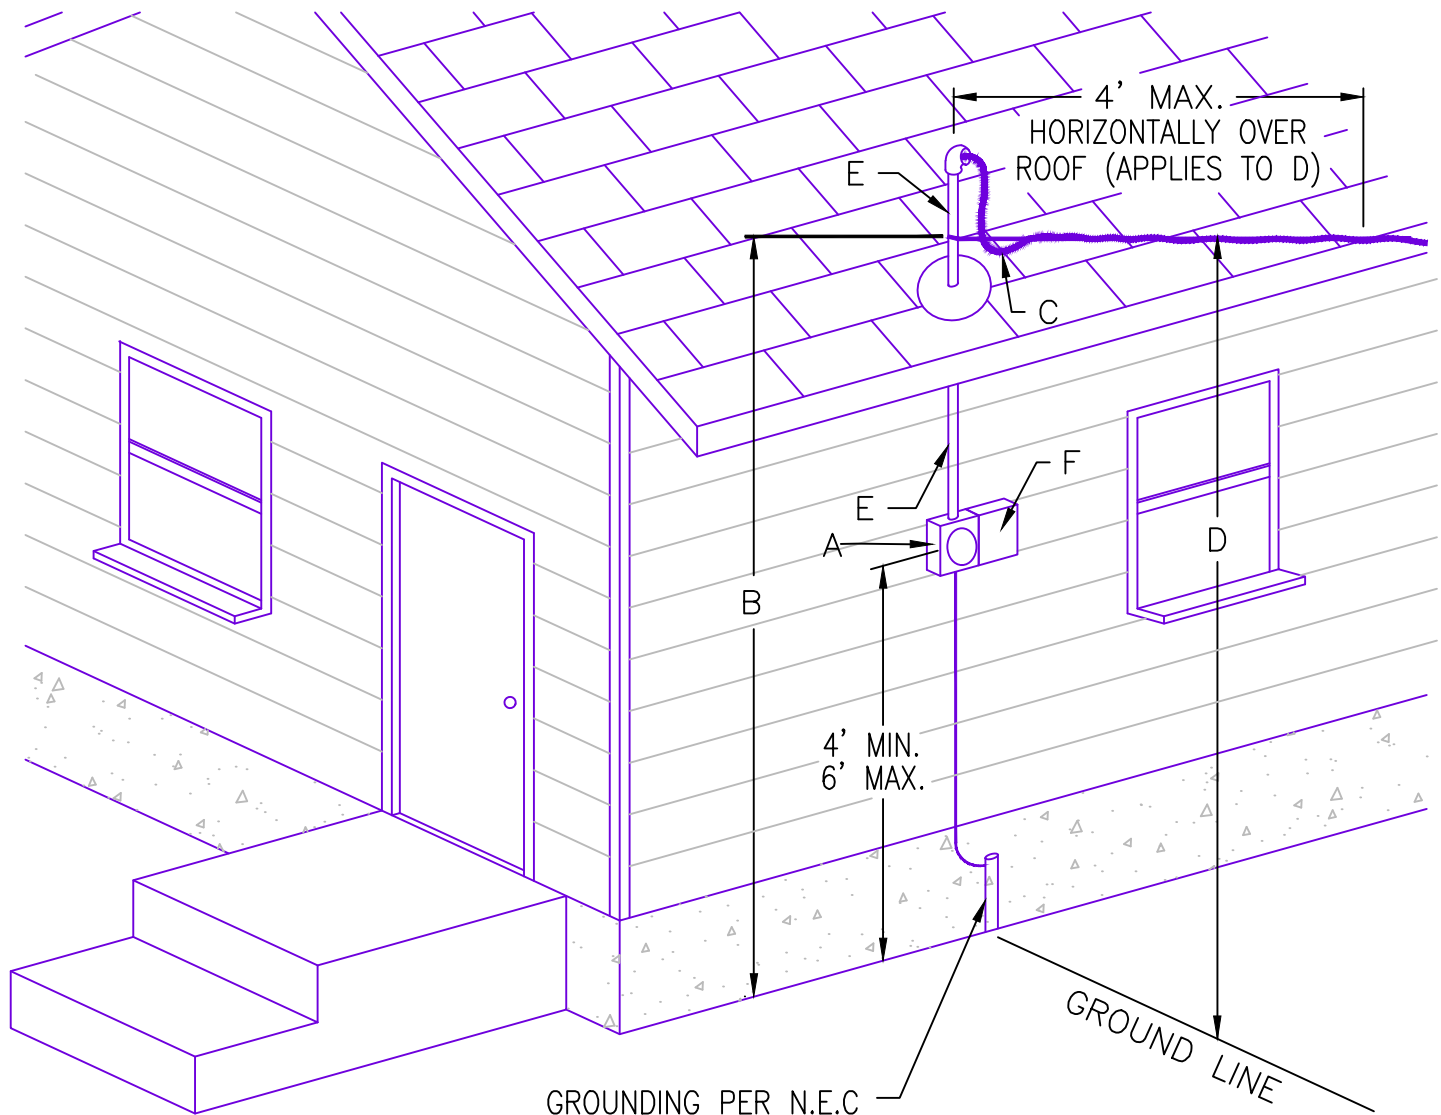 4' MAX.
HORIZONTALLY OVER
ROOF (APPLIES TO D)
E
C
E
F
A
D
B
4' MIN.
6' MAX.
GROUND LINE
GROUNDING PER N.E.C